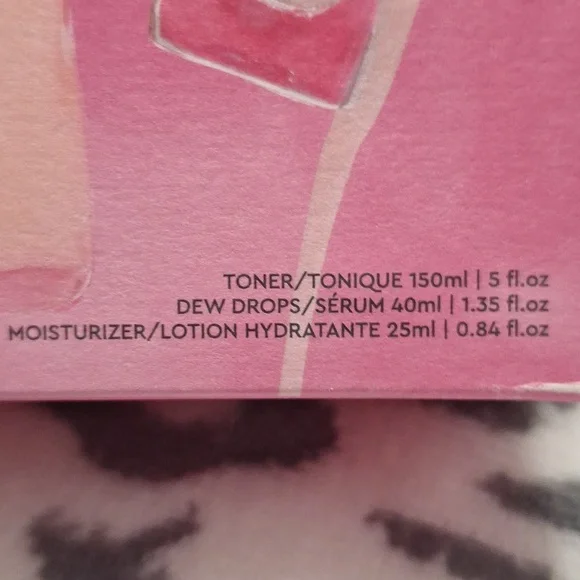 TONER/TONIQUE 150ml | 5 fl.oz
DEW DROPS/SÉRUM 40ml | 1.35 fl.oz
MOISTURIZER/LOTION HYDRATANTE 25ml | 0.84 fl.oz